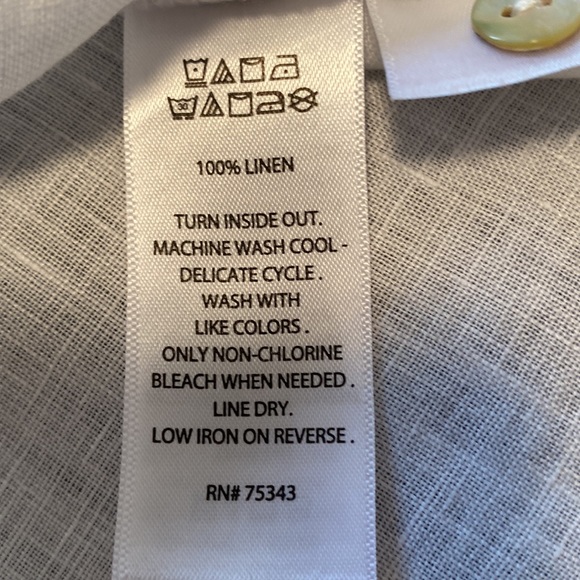 30
100% LINEN
TURN INSIDE OUT.
MACHINE WASH COOL -
DELICATE CYCLE .
WASH WITH
LIKE COLORS .
ONLY NON-CHLORINE
BLEACH WHEN NEEDED .
LINE DRY.
LOW IRON ON REVERSE .
RN# 75343